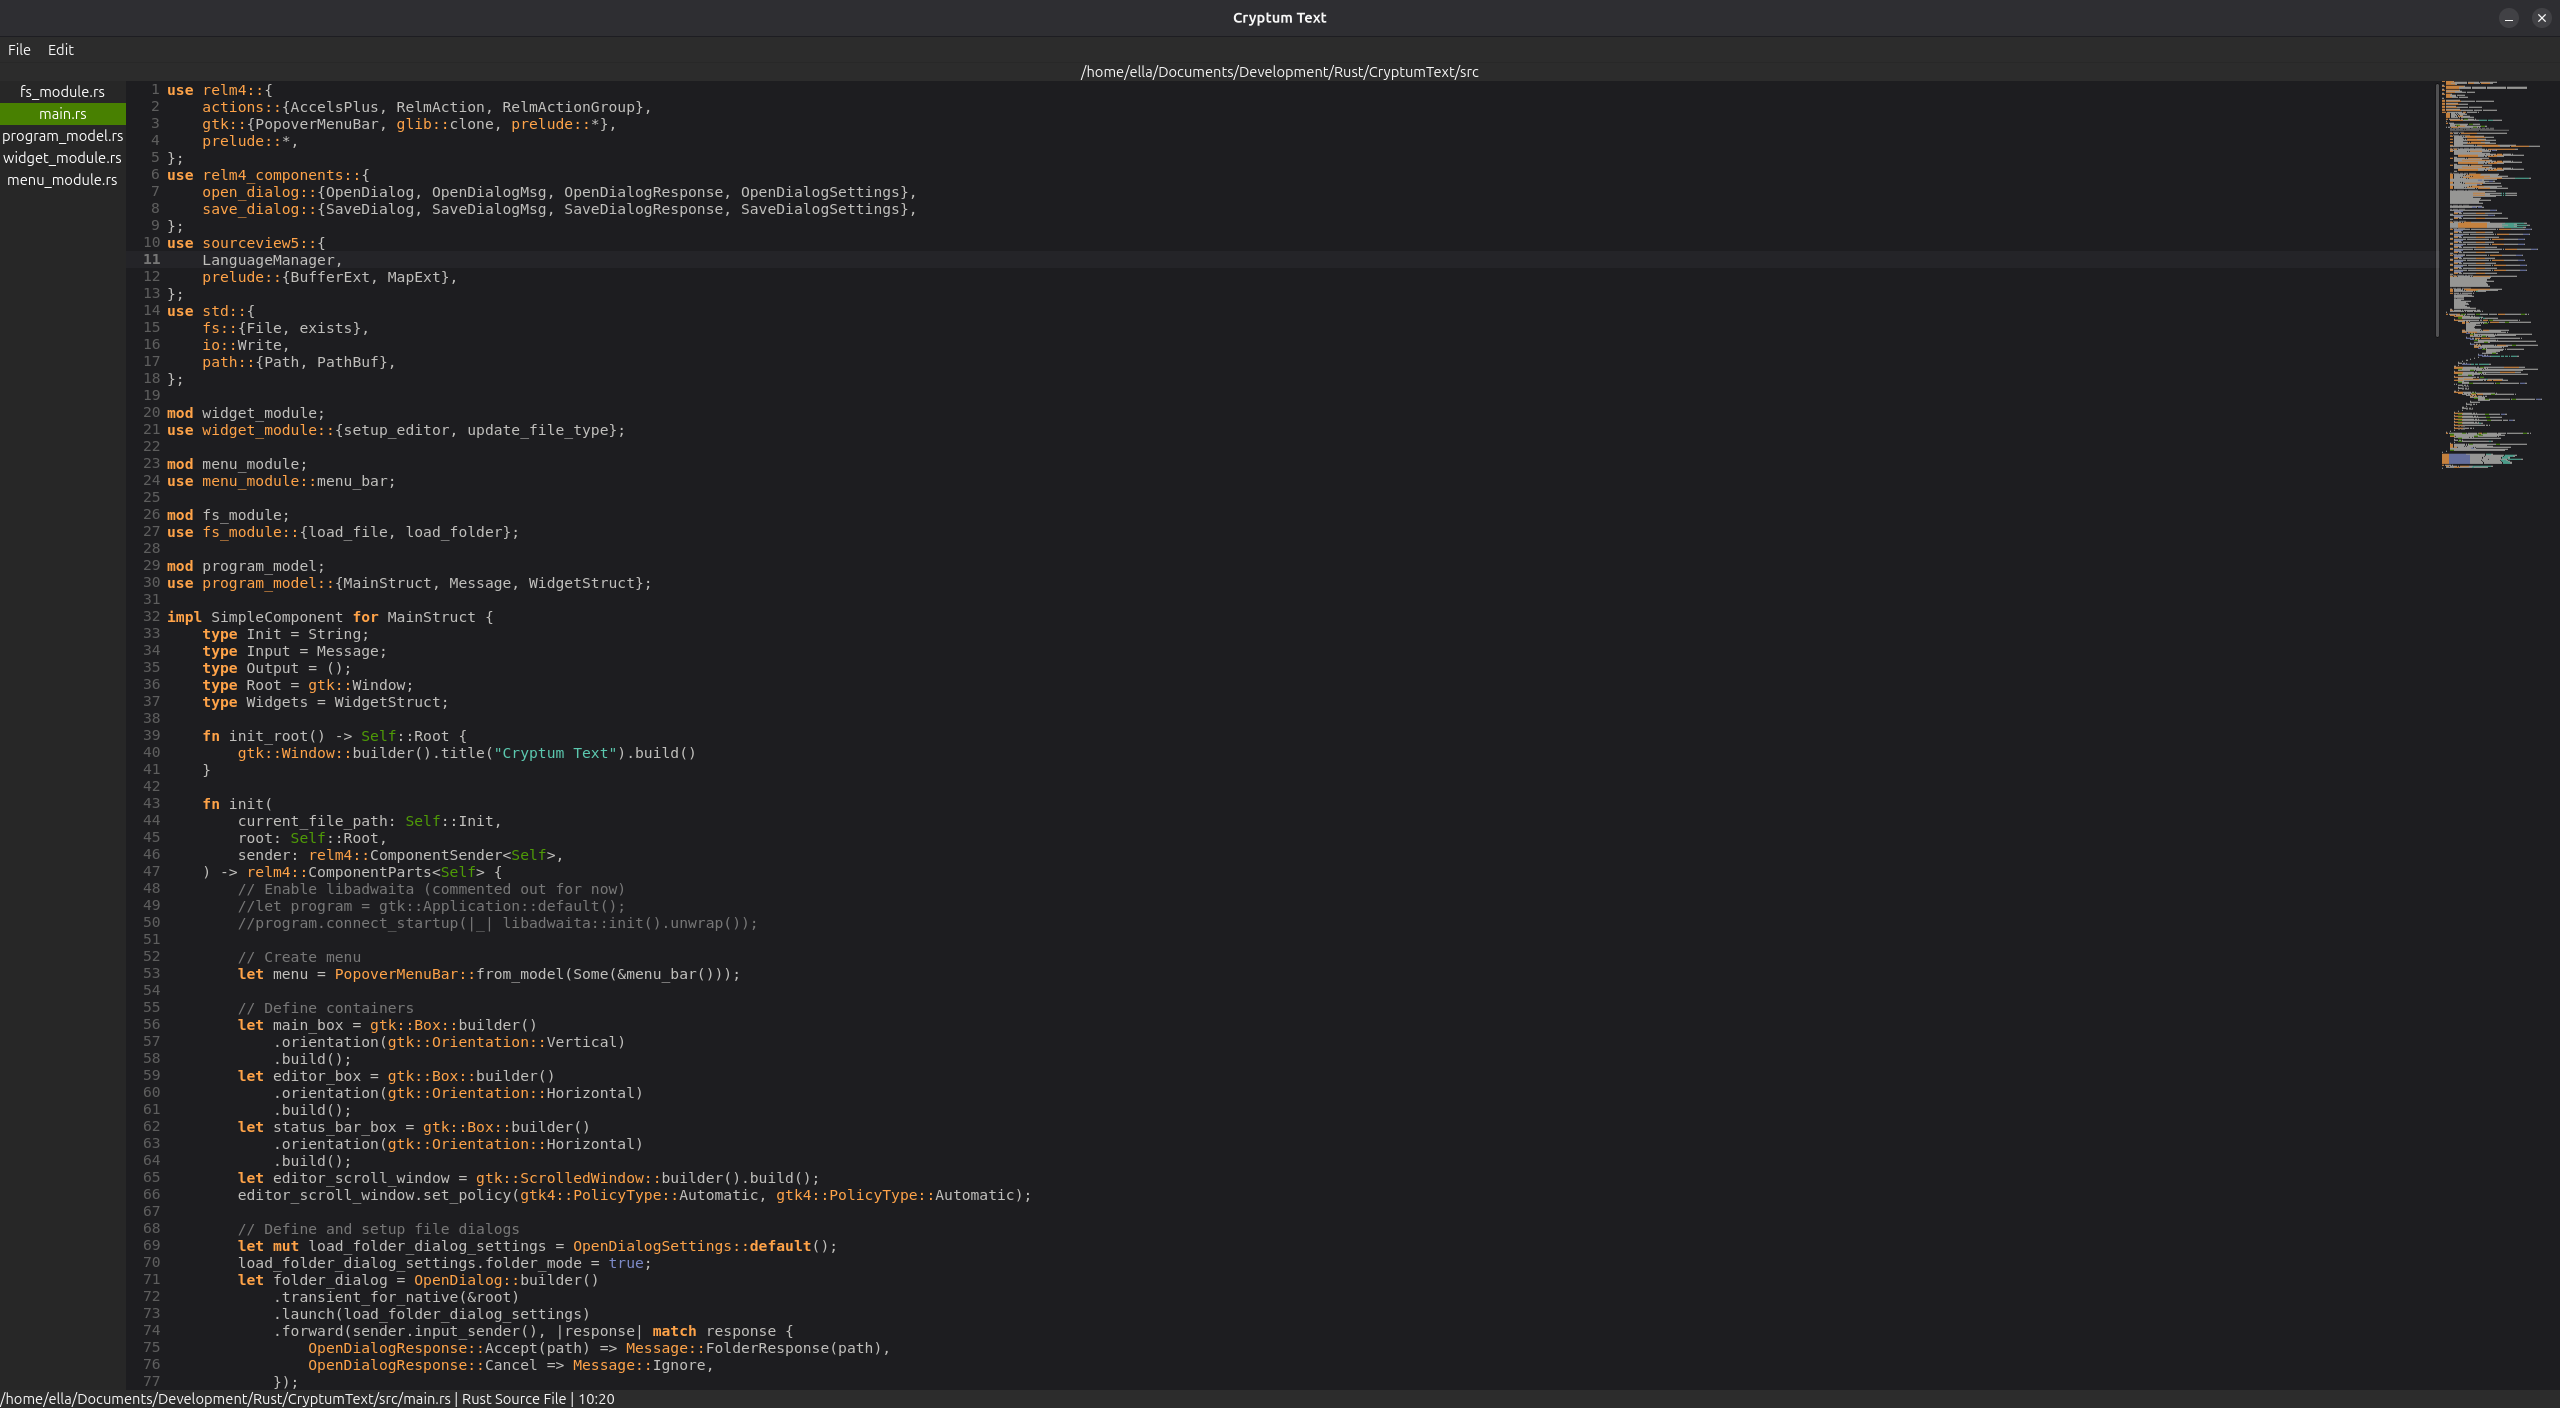 Cryptum Text
File Edit
/home/ella/Documents/Development/Rust/CryptumText/src
fs_module.rs
main.rs
program_model.rs
widget_module.rs
menu_module.rs
1 use relm4::{
2     actions::{AccelsPlus, RelmAction, RelmActionGroup},
3     gtk::{PopoverMenuBar, glib::clone, prelude::*},
4     prelude::*,
5 };
6 use relm4_components::{
7     open_dialog::{OpenDialog, OpenDialogMsg, OpenDialogResponse, OpenDialogSettings},
8     save_dialog::{SaveDialog, SaveDialogMsg, SaveDialogResponse, SaveDialogSettings},
9 };
10 use sourceview5::{
11     LanguageManager,
12     prelude::{BufferExt, MapExt},
13 };
14 use std::{
15     fs::{File, exists},
16     io::Write,
17     path::{Path, PathBuf},
18 };
19
20 mod widget_module;
21 use widget_module::{setup_editor, update_file_type};
22
23 mod menu_module;
24 use menu_module::menu_bar;
25
26 mod fs_module;
27 use fs_module::{load_file, load_folder};
28
29 mod program_model;
30 use program_model::{MainStruct, Message, WidgetStruct};
31
32 impl SimpleComponent for MainStruct {
33     type Init = String;
34     type Input = Message;
35     type Output = ();
36     type Root = gtk::Window;
37     type Widgets = WidgetStruct;
38
39     fn init_root() -> Self::Root {
40         gtk::Window::builder().title("Cryptum Text").build()
41     }
42
43     fn init(
44         current_file_path: Self::Init,
45         root: Self::Root,
46         sender: relm4::ComponentSender<Self>,
47     ) -> relm4::ComponentParts<Self> {
48         // Enable libadwaita (commented out for now)
49         //let program = gtk::Application::default();
50         //program.connect_startup(|_| libadwaita::init().unwrap());
51
52         // Create menu
53         let menu = PopoverMenuBar::from_model(Some(&menu_bar()));
54
55         // Define containers
56         let main_box = gtk::Box::builder()
57             .orientation(gtk::Orientation::Vertical)
58             .build();
59         let editor_box = gtk::Box::builder()
60             .orientation(gtk::Orientation::Horizontal)
61             .build();
62         let status_bar_box = gtk::Box::builder()
63             .orientation(gtk::Orientation::Horizontal)
64             .build();
65         let editor_scroll_window = gtk::ScrolledWindow::builder().build();
66         editor_scroll_window.set_policy(gtk4::PolicyType::Automatic, gtk4::PolicyType::Automatic);
67
68         // Define and setup file dialogs
69         let mut load_folder_dialog_settings = OpenDialogSettings::default();
70         load_folder_dialog_settings.folder_mode = true;
71         let folder_dialog = OpenDialog::builder()
72             .transient_for_native(&root)
73             .launch(load_folder_dialog_settings)
74             .forward(sender.input_sender(), |response| match response {
75                 OpenDialogResponse::Accept(path) => Message::FolderResponse(path),
76                 OpenDialogResponse::Cancel => Message::Ignore,
77             });
/home/ella/Documents/Development/Rust/CryptumText/src/main.rs | Rust Source File | 10:20